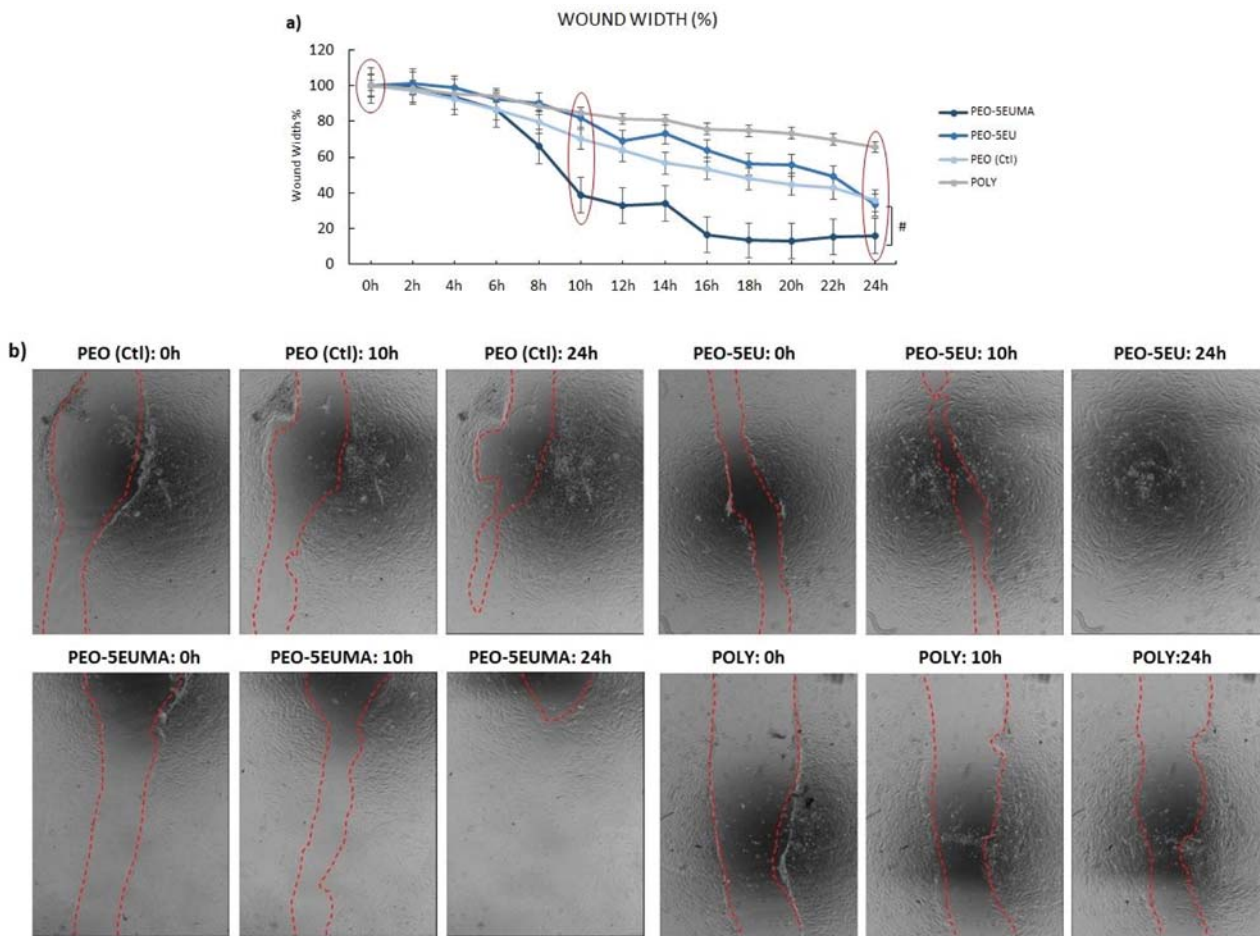 a)
WOUND WIDTH (%)
Wound Width%
120
100
80
60
40
20
0
0h 2h 4h 6h 8h 10h 12h 14h 16h 18h 20h 22h 24h
#
PEO-5EUMA
PEO-5EU
PEO (Ctl)
POLY
b)
PEO (Ctl): 0h PEO (Ctl): 10h PEO (Ctl): 24h PEO-5EU: 0h PEO-5EU: 10h PEO-5EU: 24h
PEO-5EUMA: 0h PEO-5EUMA: 10h PEO-5EUMA: 24h POLY: 0h POLY: 10h POLY:24h